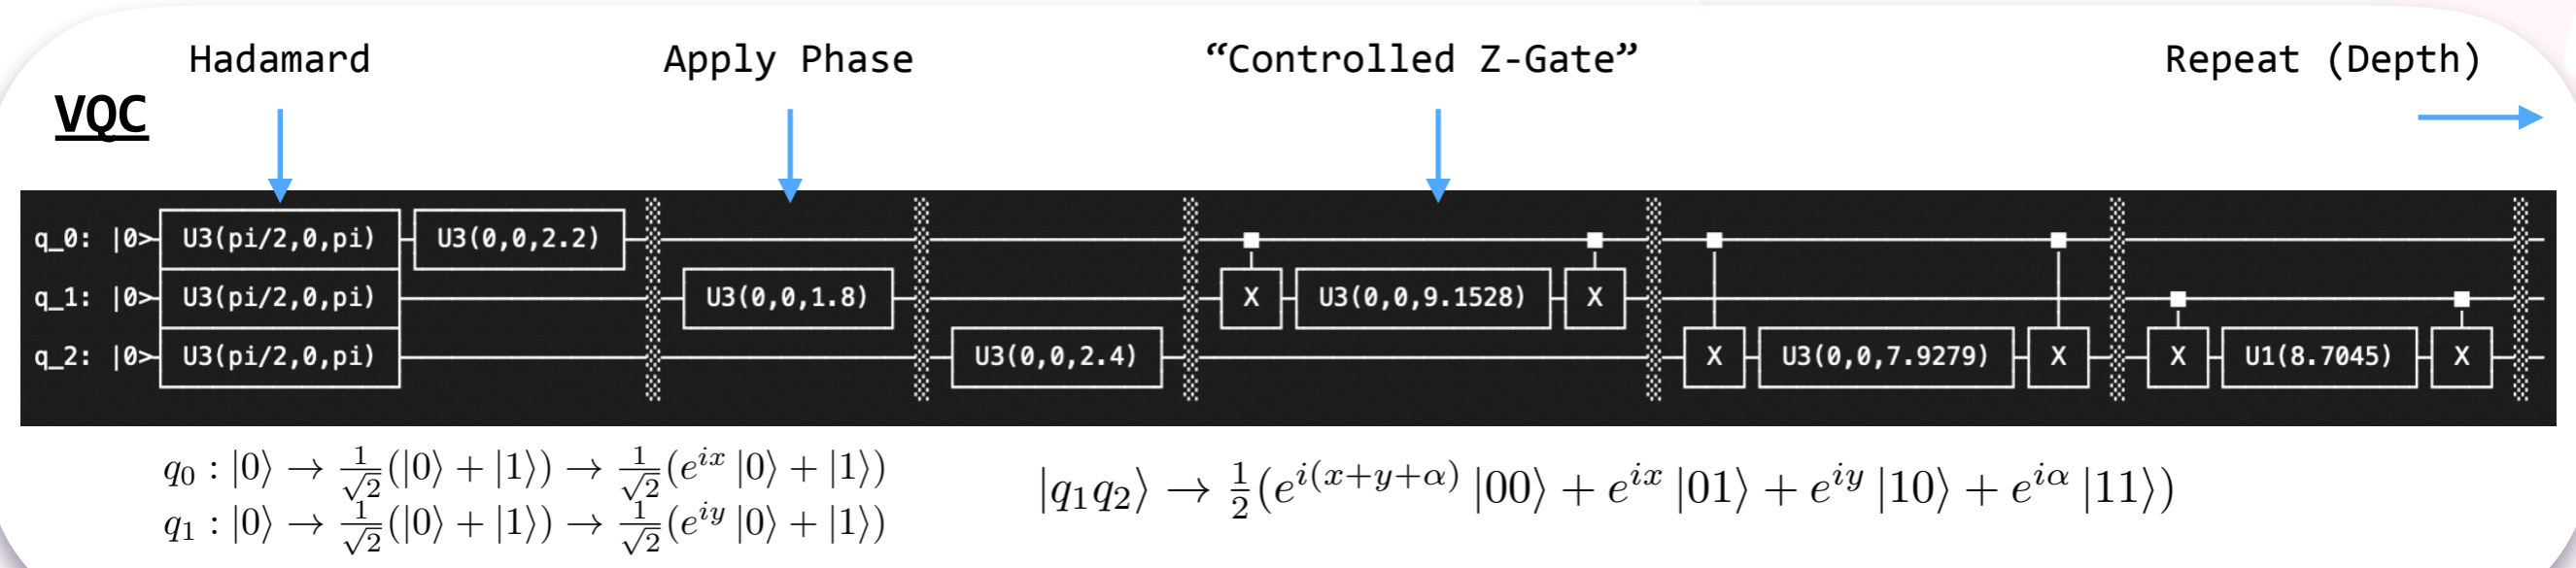 Hadamard Apply Phase “Controlled Z-Gate” Repeat (Depth)
VQC
q_0: |0> U3(pi/2,0,pi) U3(0,0,2.2)
q_1: |0> U3(pi/2,0,pi) U3(0,0,1.8) X U3(0,0,9.1528) X
q_2: |0> U3(pi/2,0,pi) U3(0,0,2.4) X U3(0,0,7.9279) X X U1(8.7045) X
q₀ : |0⟩ → 1/√2(|0⟩ + |1⟩) → 1/√2(e^{ix} |0⟩ + |1⟩)
q₁ : |0⟩ → 1/√2(|0⟩ + |1⟩) → 1/√2(e^{iy} |0⟩ + |1⟩)
|q₁q₂⟩ → 1/2(e^{i(x+y+α)} |00⟩ + e^{ix} |01⟩ + e^{iy} |10⟩ + e^{iα} |11⟩)